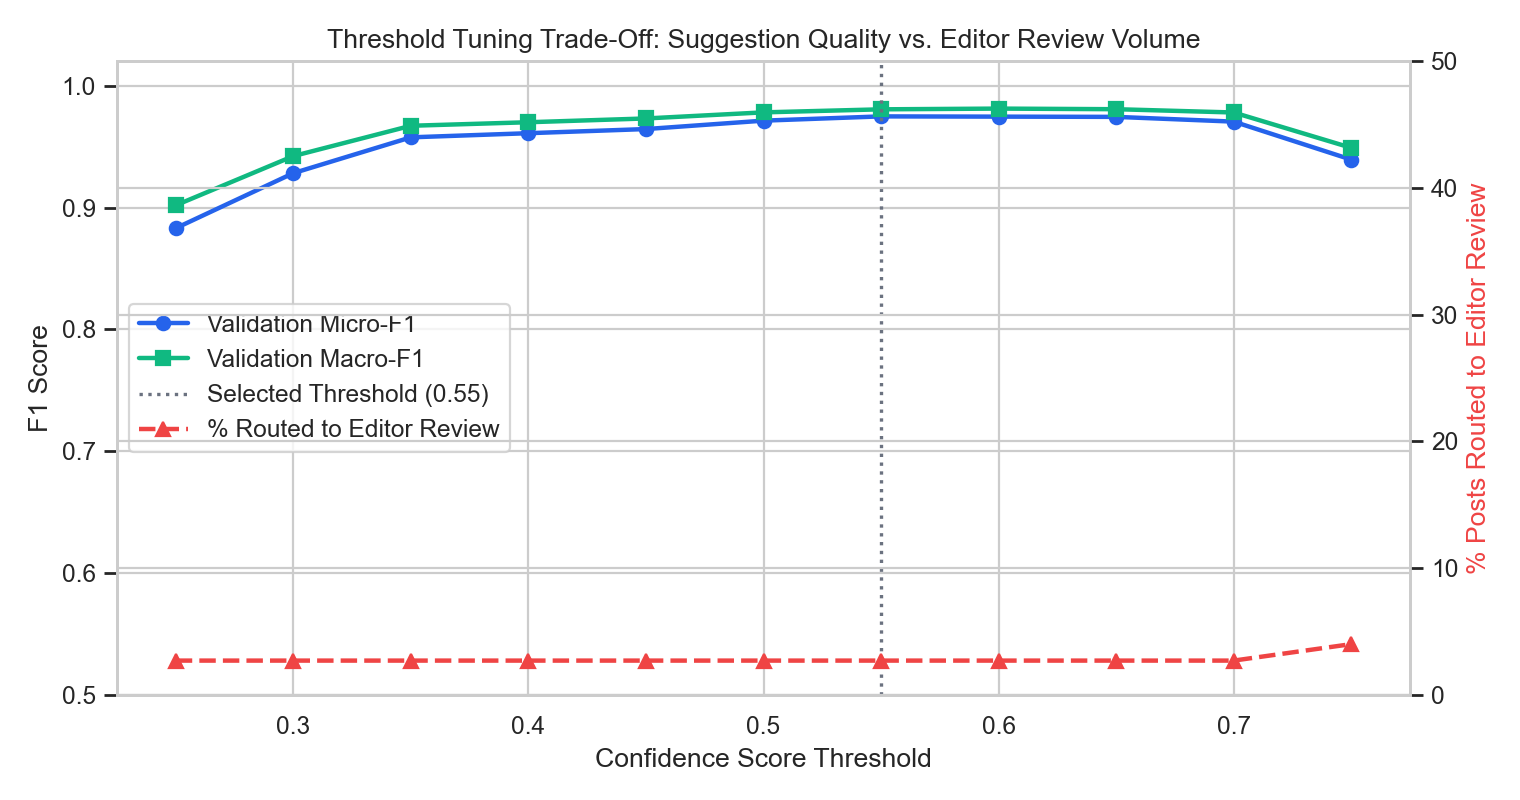 Threshold Tuning Trade-Off: Suggestion Quality vs. Editor Review Volume
1.0
0.9
0.8
0.7
0.6
0.5
F1 Score
50
40
30
20
10
0
% Posts Routed to Editor Review
Validation Micro-F1
Validation Macro-F1
Selected Threshold (0.55)
% Routed to Editor Review
0.3 0.4 0.5 0.6 0.7
Confidence Score Threshold